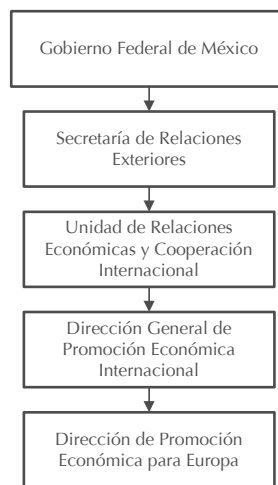 Gobierno Federal de México
Secretaría de Relaciones
Exteriores
Unidad de Relaciones
Económicas y Cooperación
Internacional
Dirección General de
Promoción Económica
Internacional
Dirección de Promoción
Económica para Europa